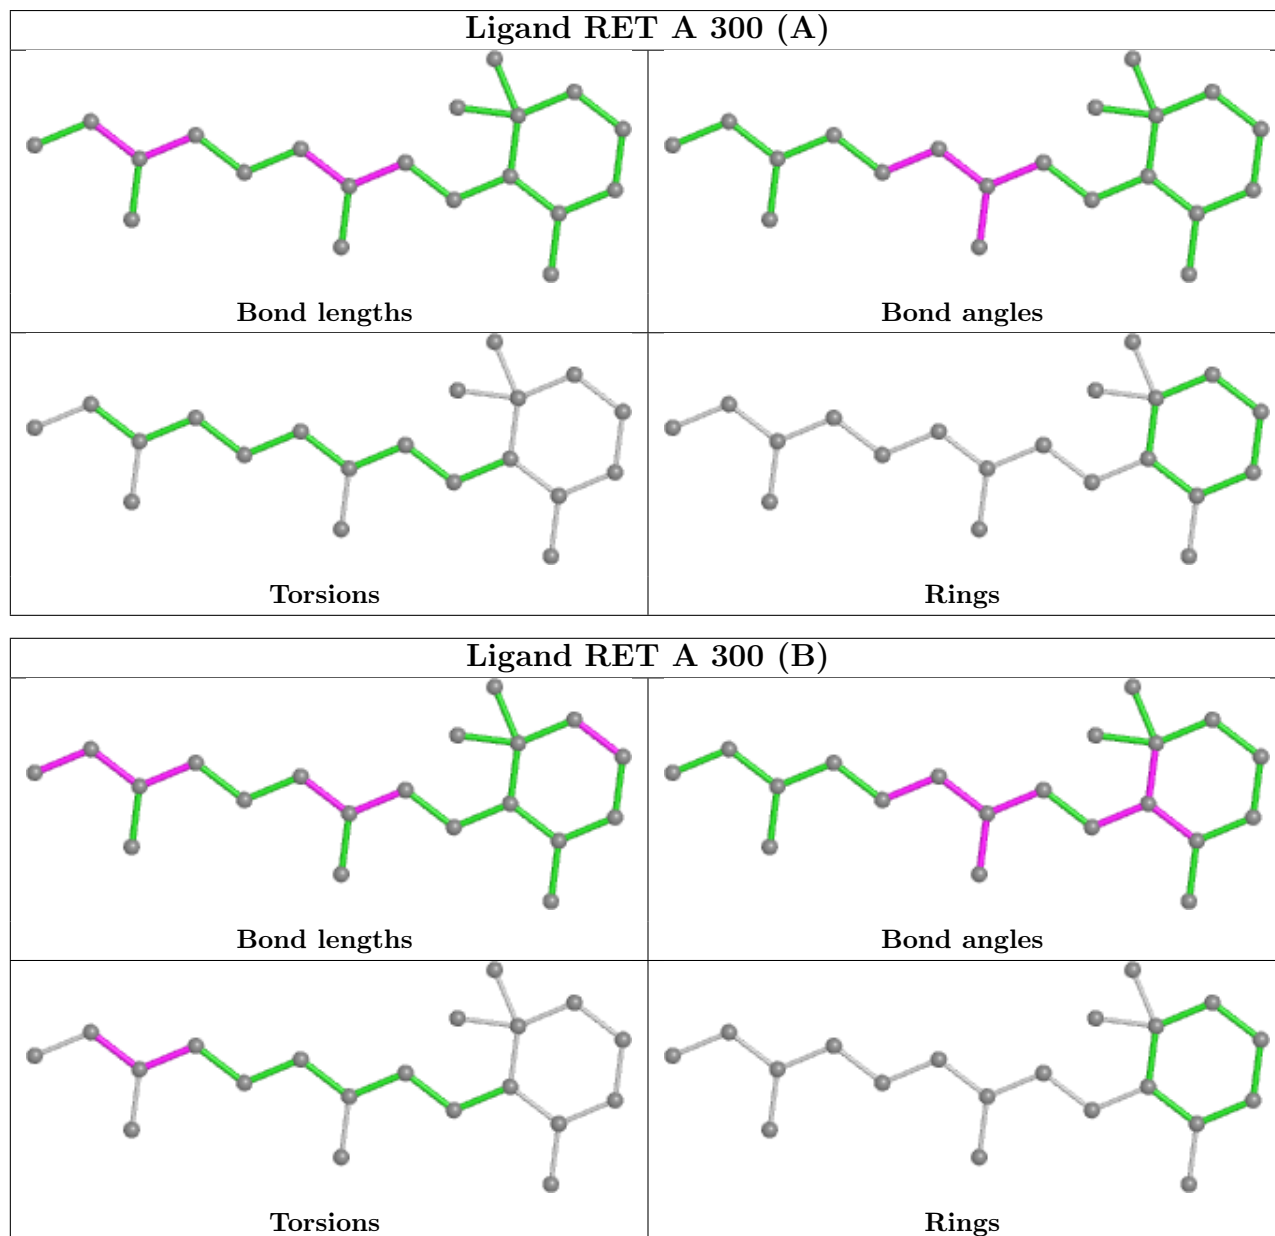 Ligand RET A 300 (A)
Bond lengths
Bond angles
Torsions
Rings
Ligand RET A 300 (B)
Bond lengths
Bond angles
Torsions
Rings